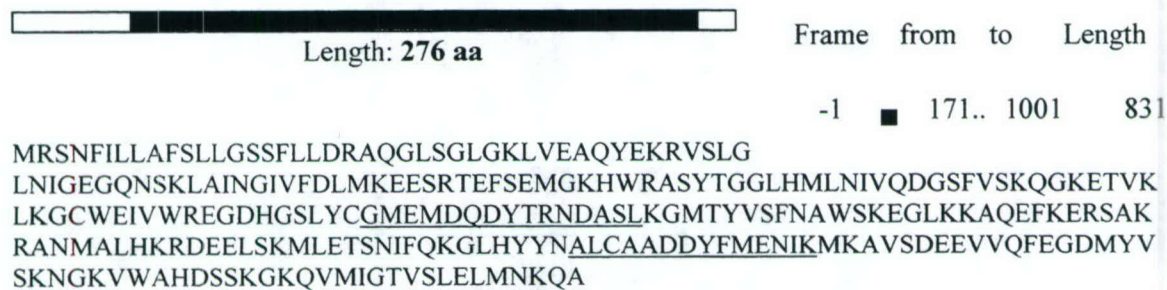 Length: 276 aa
Frame from to Length
-1 171.. 1001 831
MRSNFILLAFSLLGSSFLLDRAQGLSGLGKLVEAQYEKRVSLG
LNIGEGQNSKLAINGIVFDLMKEESRTEFSEMGKHWRASYTGGLHMLNIVQDGSFVSKQGKETVK
LKGCWEIVWREGDHGSLYCGMEMDQDYTRNDASLKGMTYVSFNAWSKEGLKKAQEFKERSAK
RANMALHKRDEELSKMLETSNIFQKGLHYYNALCAADDYFMENIKMKAVSDEEVVQFEGDMYV
SKNGKVWAHDSSKGKQVMIGTVSLELMNKQA